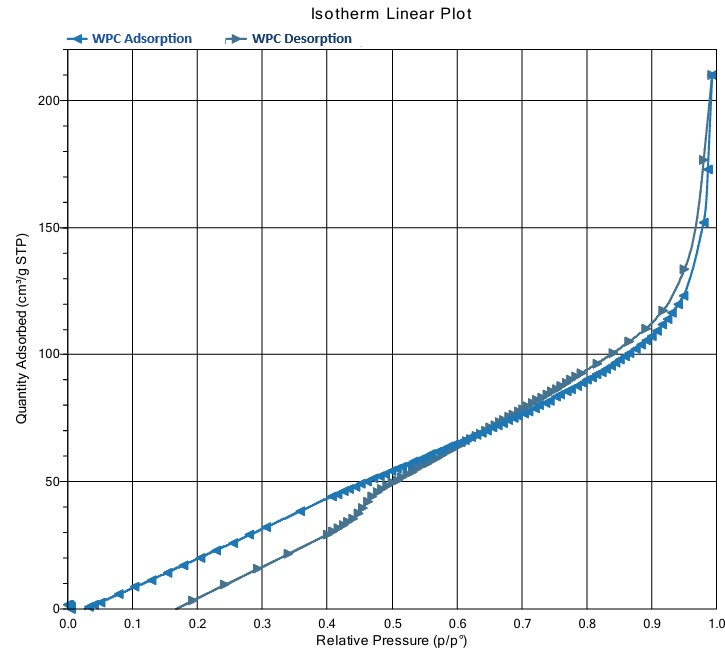 Isotherm Linear Plot
WPC Adsorption WPC Desorption
Quantity Adsorbed (cm³/g STP)
200
150
100
50
0
0.0 0.1 0.2 0.3 0.4 0.5 0.6 0.7 0.8 0.9 1.0
Relative Pressure (p/p°)